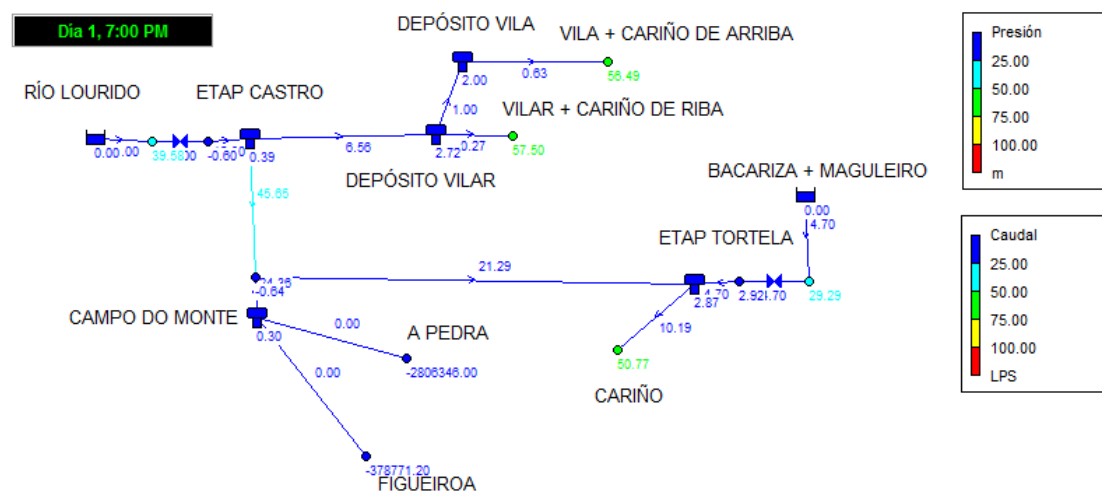 Día 1, 7:00 PM
DEPÓSITO VILA
VILA + CARIÑO DE ARRIBA
2.00
0.63
56.49
RÍO LOURIDO
ETAP CASTRO
1.00
VILAR + CARIÑO DE RIBA
0.00
39.58
-0.60
0.39
6.56
2.72
0.27
57.50
DEPÓSITO VILAR
45.65
BACARIZA + MAGULEIRO
0.00
4.70
ETAP TORTELA
21.29
-0.64
2.87
29.29
CAMPO DO MONTE
0.30
0.00
A PEDRA
-2806346.00
10.19
50.77
CARIÑO
0.00
-378771.20
FIGUEIROA
Presión
25.00
50.00
75.00
100.00
m
Caudal
25.00
50.00
75.00
100.00
LPS